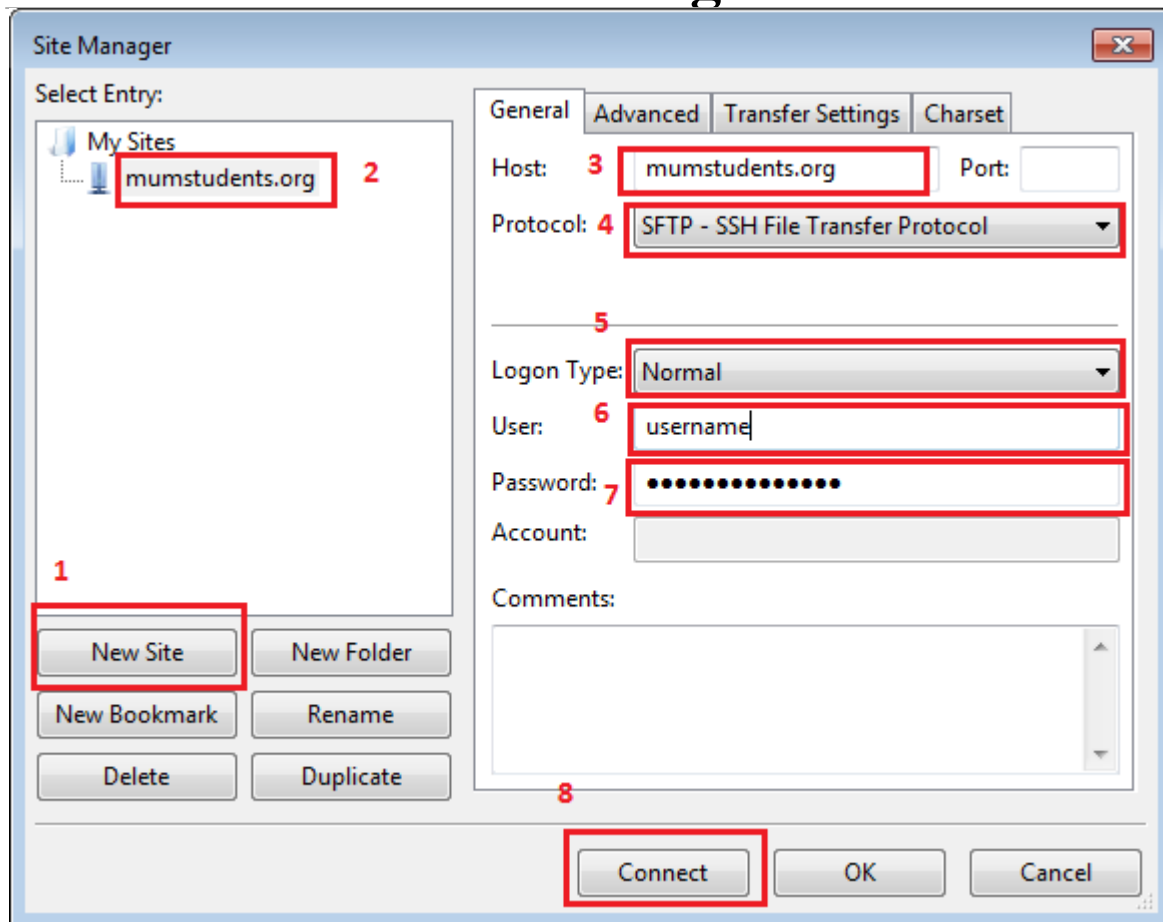 Site Manager
Select Entry:
My Sites
mumstudents.org
2
1
New Site
New Folder
New Bookmark
Rename
Delete
Duplicate
General
Advanced
Transfer Settings
Charset
Host:
3
mumstudents.org
Port:
Protocol:
4
SFTP - SSH File Transfer Protocol
5
Logon Type:
Normal
User:
6
username
Password:
7
Account:
Comments:
8
Connect
OK
Cancel